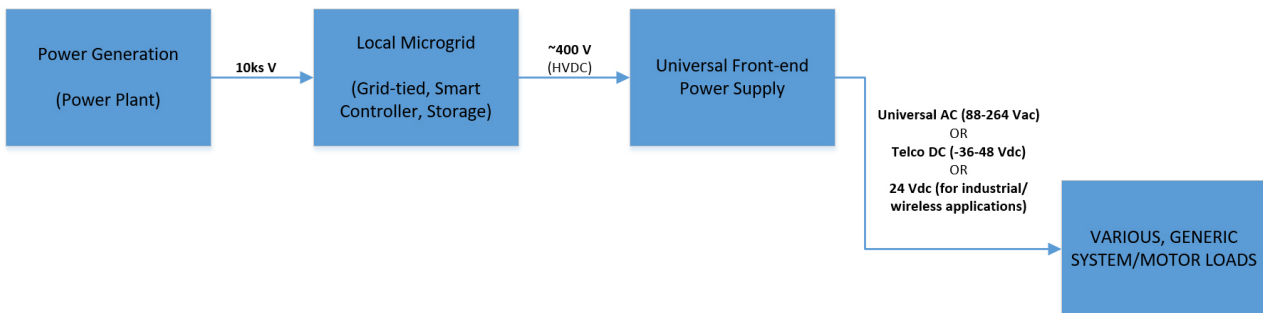 Power Generation
(Power Plant)
10ks V
Local Microgrid
(Grid-tied, Smart
Controller, Storage)
~400 V
(HVDC)
Universal Front-end
Power Supply
Universal AC (88-264 Vac)
OR
Telco DC (-36-48 Vdc)
OR
24 Vdc (for industrial/
wireless applications)
VARIOUS, GENERIC
SYSTEM/MOTOR LOADS